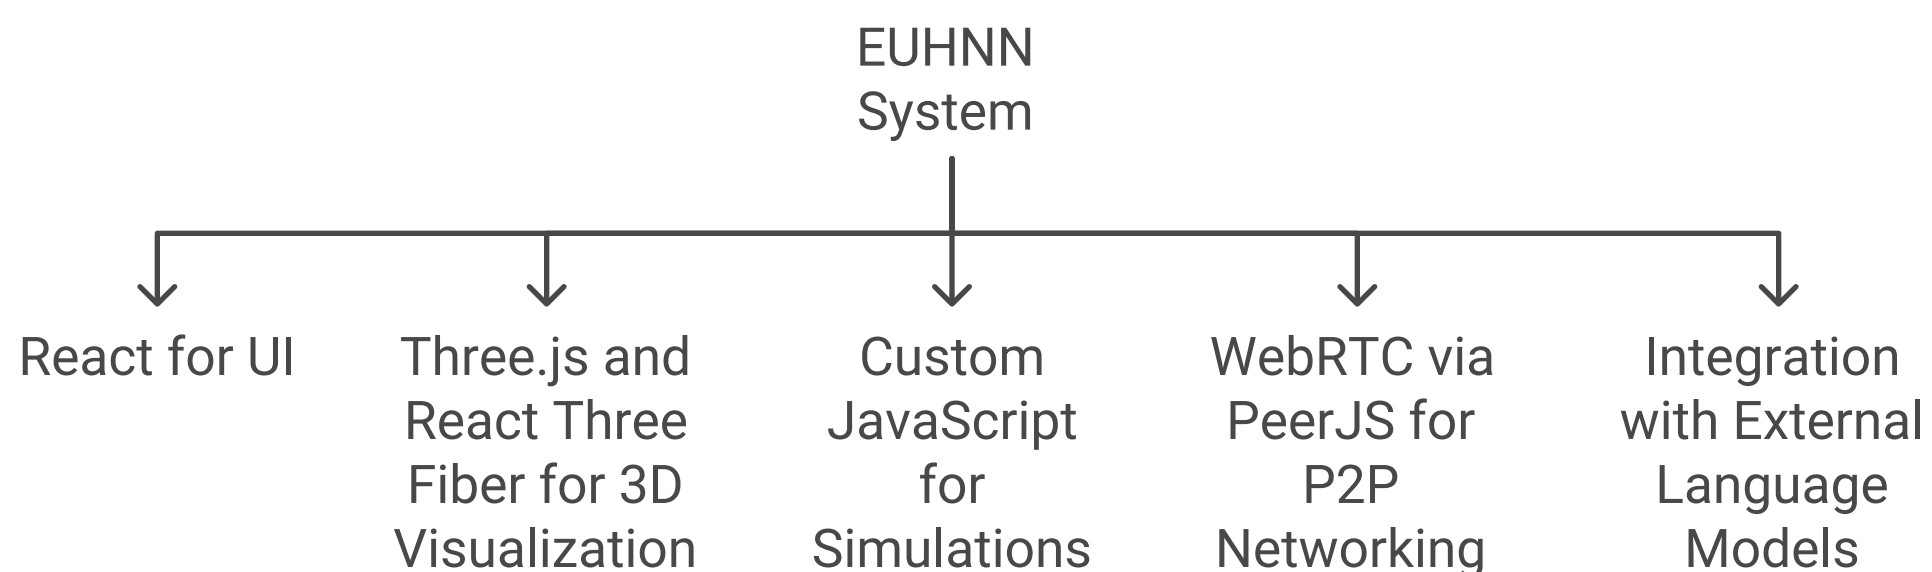 EUHNN
System
React for UI
Three.js and
React Three
Fiber for 3D
Visualization
Custom
JavaScript
for
Simulations
WebRTC via
PeerJS for
P2P
Networking
Integration
with External
Language
Models